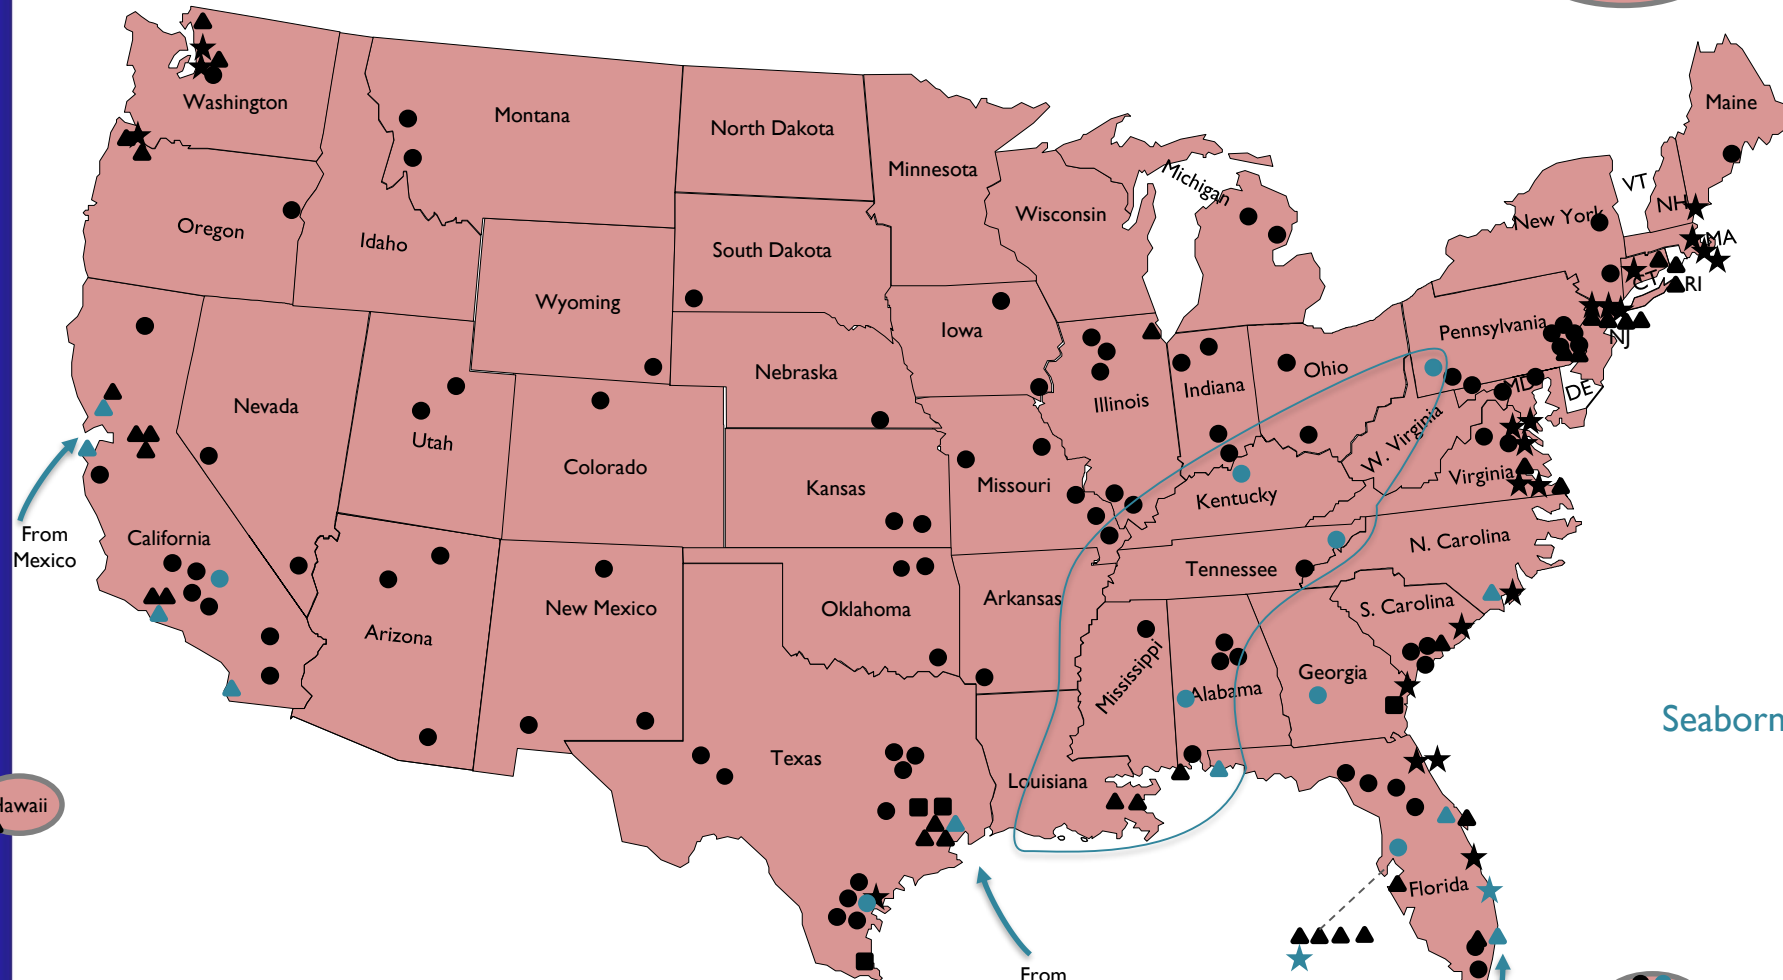 Washington
Montana
North Dakota
Minnesota
Maine
Michigan
VT
NH
New York
MA
Wisconsin
Oregon
Idaho
South Dakota
CT
RI
Wyoming
Iowa
Pennsylvania
NJ
Nebraska
Ohio
Indiana
Illinois
MD
DE
Nevada
Utah
Colorado
W. Virginia
Kansas
Missouri
Kentucky
Virginia
From
Mexico
California
N. Carolina
Tennessee
New Mexico
Oklahoma
Arkansas
S. Carolina
Arizona
Mississippi
Alabama
Georgia
Seaborn
Texas
Louisiana
Hawaii
Florida
From